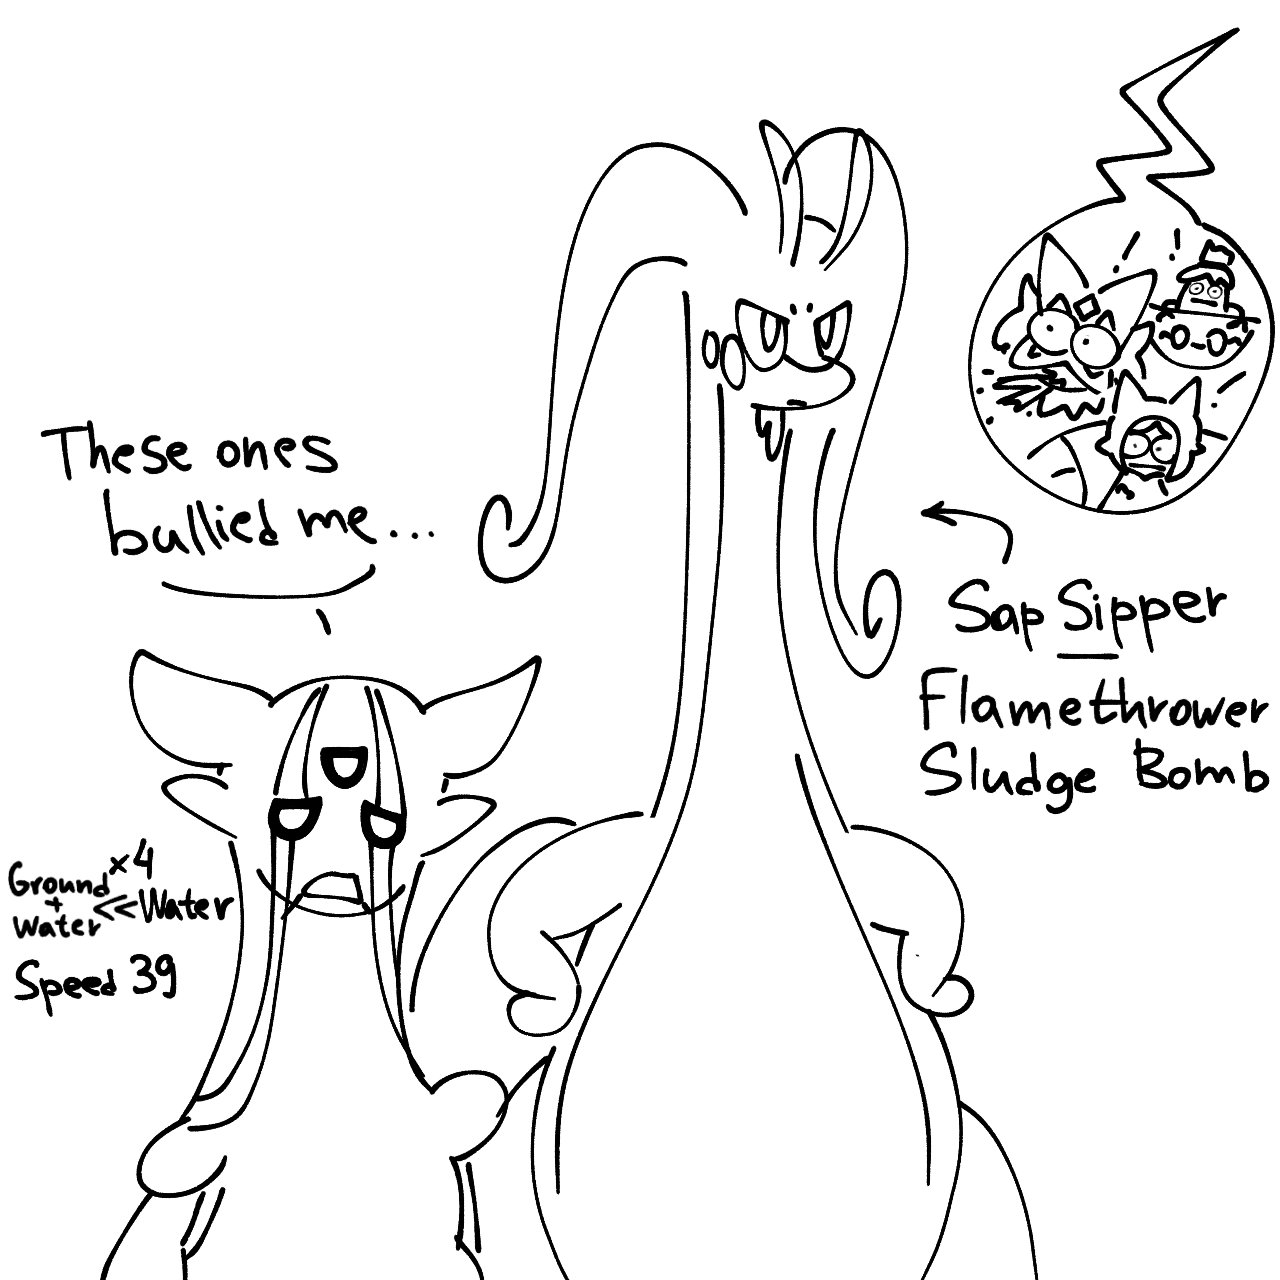 These ones
bullied me...
Sap Sipper
Flamethrower
Sludge Bomb
×4
Ground
+
Water << Water
Speed 39